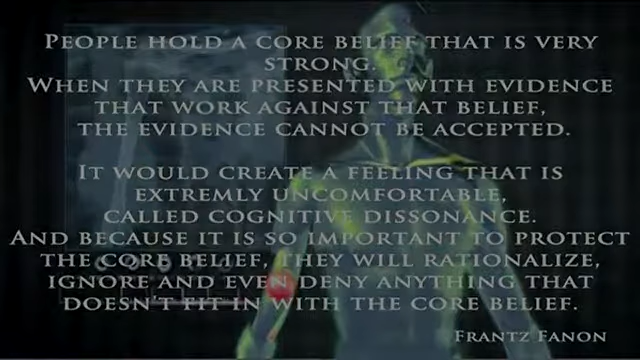 PEOPLE HOLD A CORE BELIEF THAT IS VERY
STRONG.
WHEN THEY ARE PRESENTED WITH EVIDENCE
THAT WORK AGAINST THAT BELIEF,
THE EVIDENCE CANNOT BE ACCEPTED.
IT WOULD CREATE A FEELING THAT IS
EXTREMLY UNCOMFORTABLE,
CALLED COGNITIVE DISSONANCE.
AND BECAUSE IT IS SO IMPORTANT TO PROTECT
THE CORE BELIEF, THEY WILL RATIONALIZE,
IGNORE AND EVEN DENY ANYTHING THAT
DOESN'T FIT IN WITH THE CORE BELIEF.
FRANTZ FANON